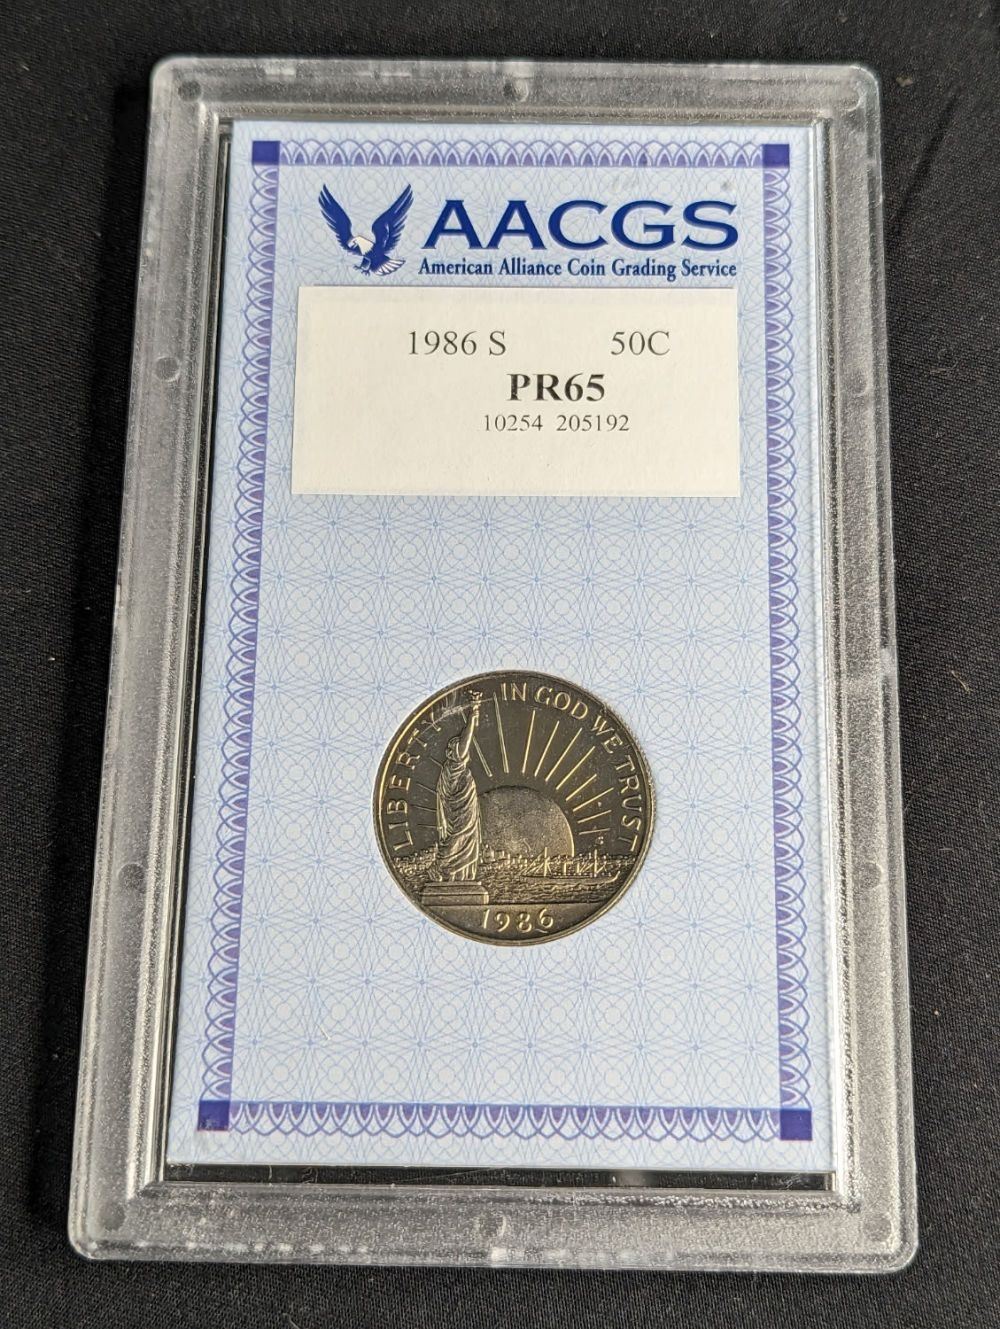 AACGS
American Alliance Coin Grading Service
1986 S 50C
PR65
10254 205192
LIBERTY
IN GOD WE TRUST
1986